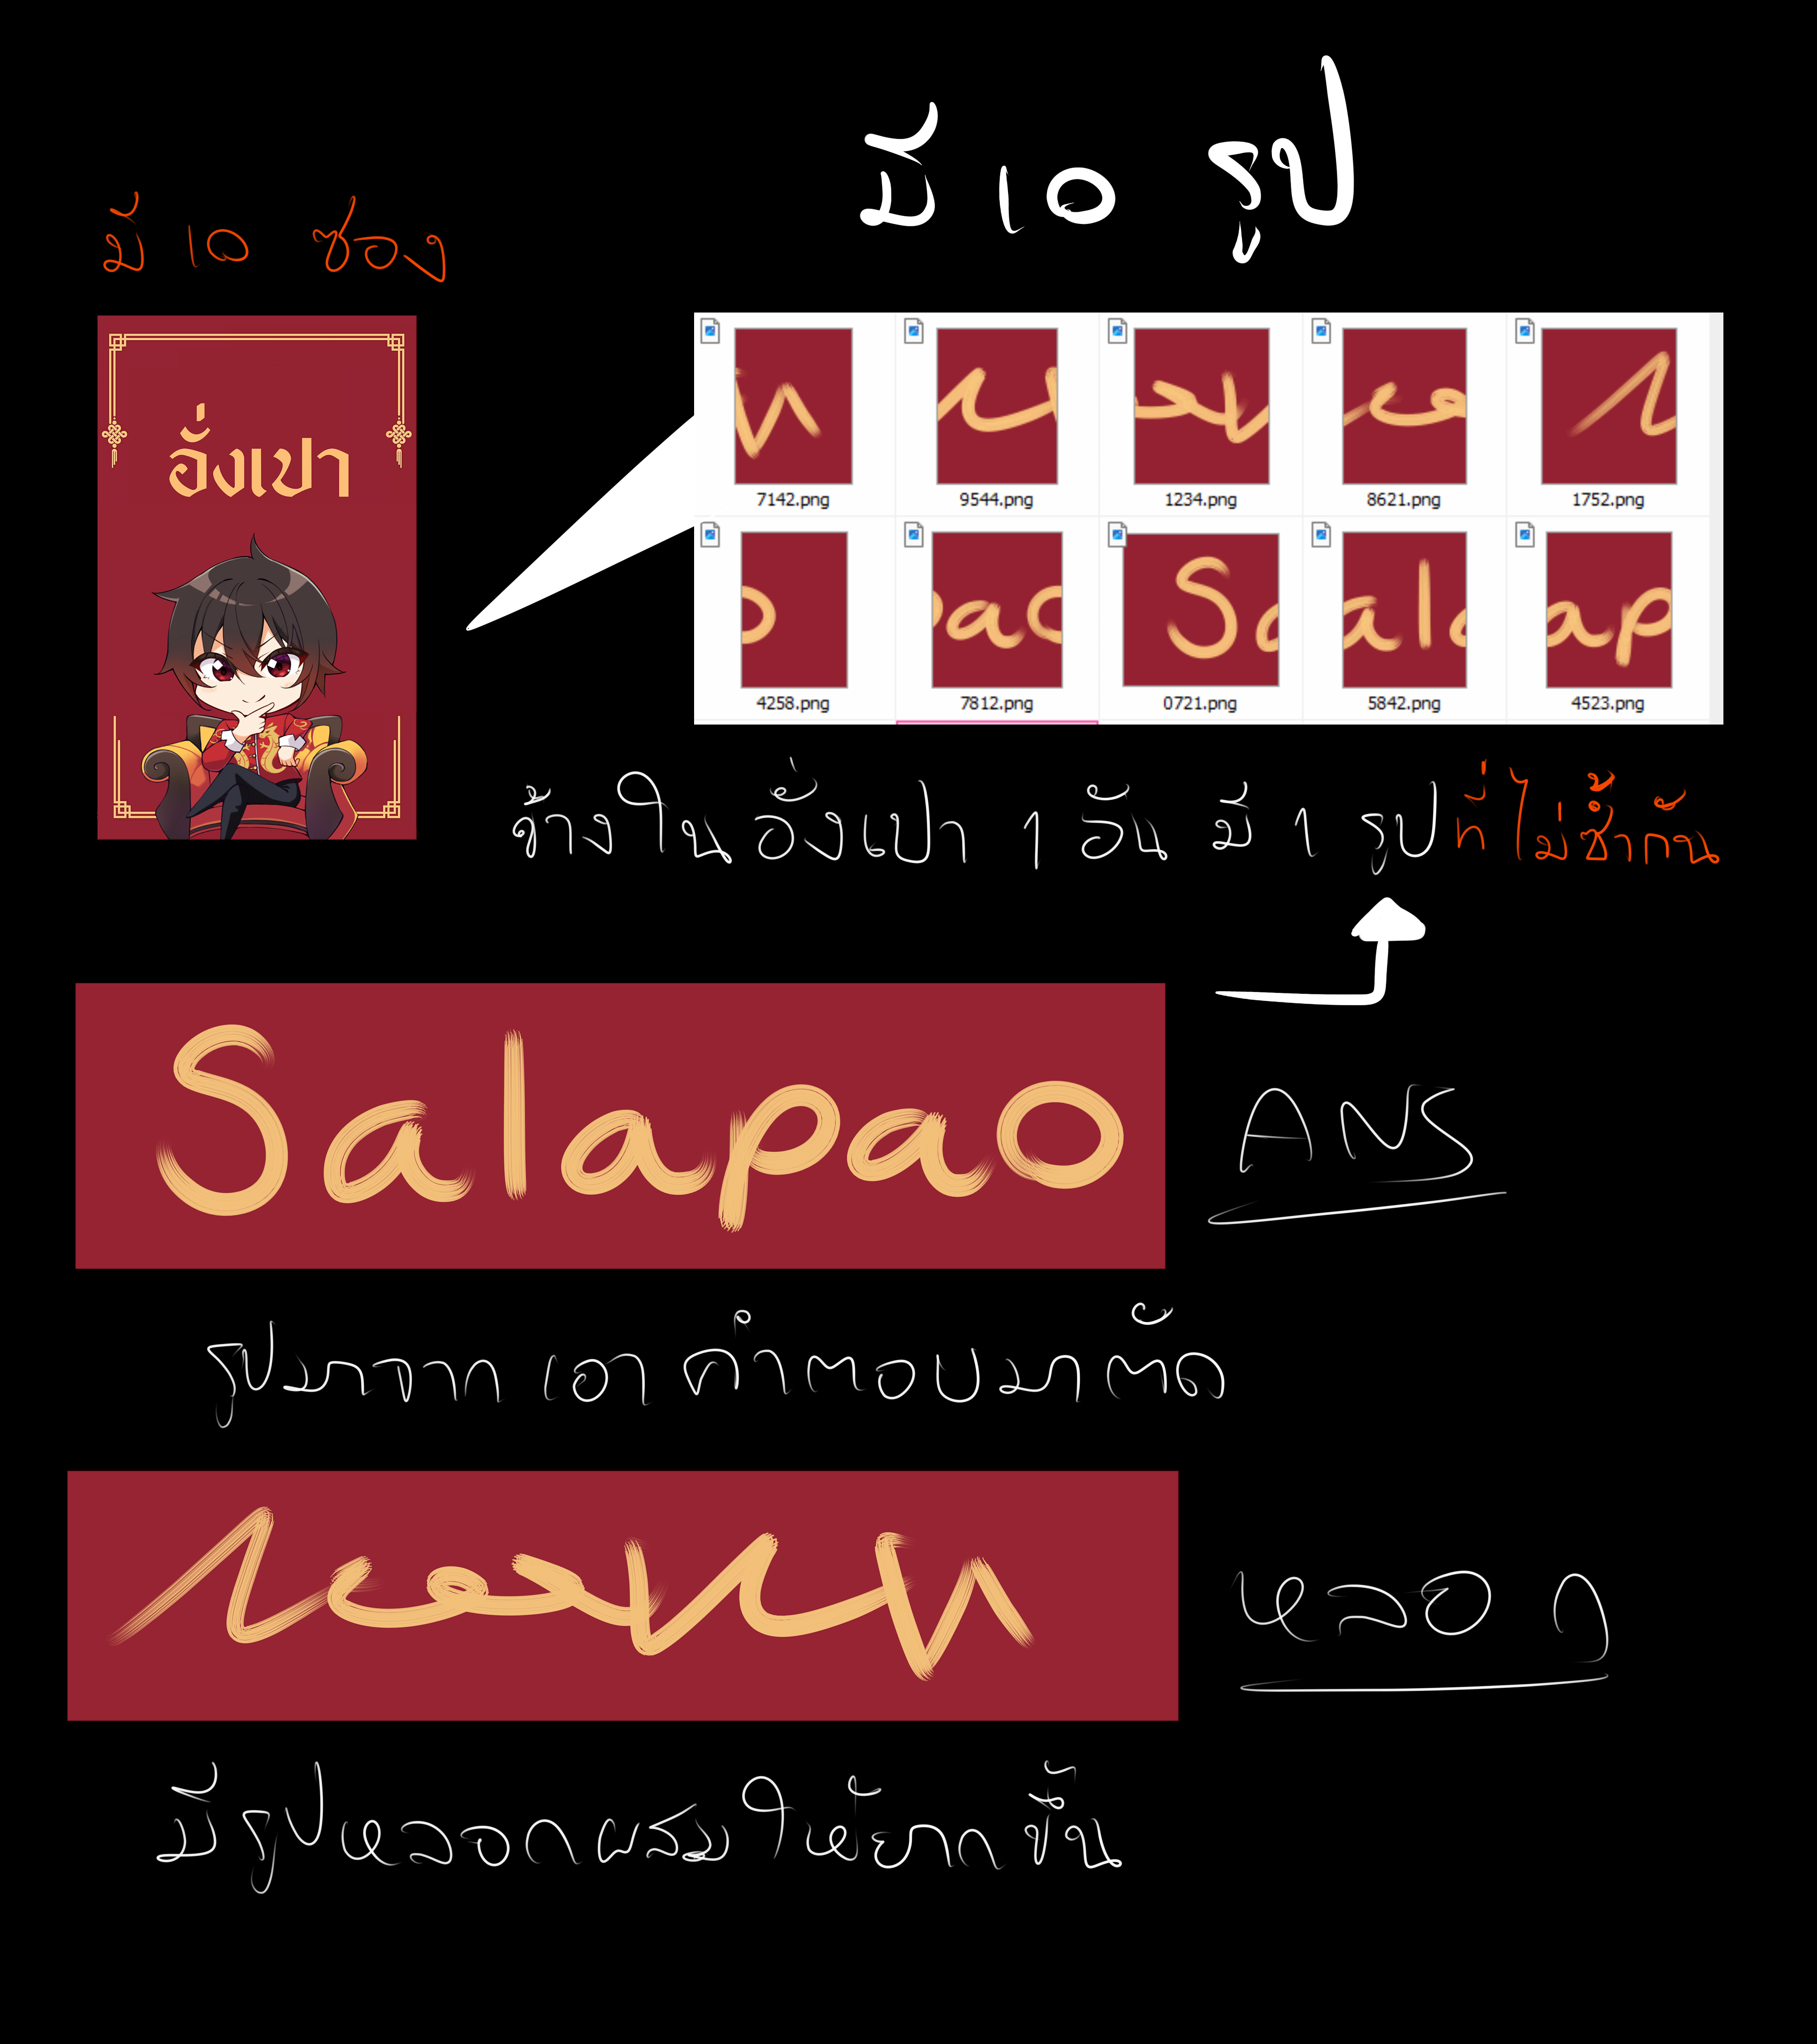 มี 10 รูป
มี 10 ซอง
อั่งเปา
7142.png 9544.png 1234.png 8621.png 1752.png
4258.png 7812.png 0721.png 5842.png 4523.png
ข้างใน อั่งเปา 1 อัน มี 1 รูป ที่ไม่ซ้ำกัน
Salapao
ANS
รูปมาจาก เอา คำตอบมาตัด
หลอก
มีรูปหลอกผสมให้ยากขึ้น